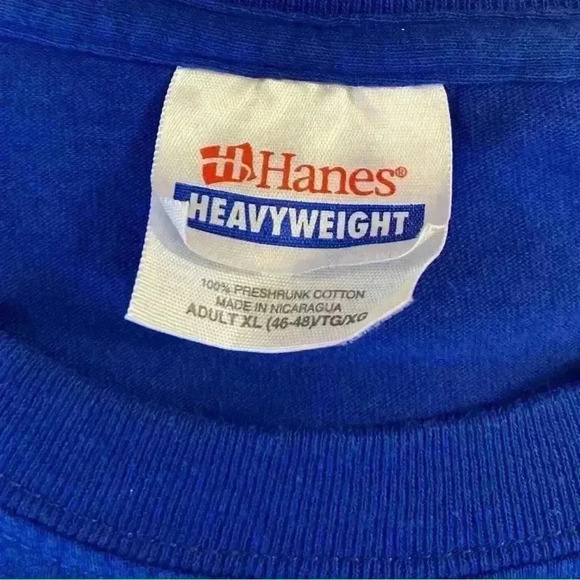 Hanes®
HEAVYWEIGHT
100% PRESHRUNK COTTON
MADE IN NICARAGUA
ADULT XL (46-48)/TG/XG